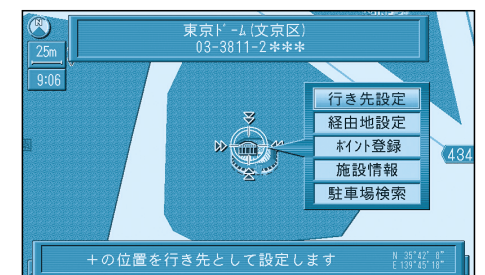 東京ﾄﾞｰﾑ(文京区)
03-3811-2✱✱✱
25m
9:06
行き先設定
経由地設定
ﾎﾟｲﾝﾄ登録
施設情報
駐車場検索
434
+の位置を行き先として設定します
N 35°42' 8"
E 139°45'18"